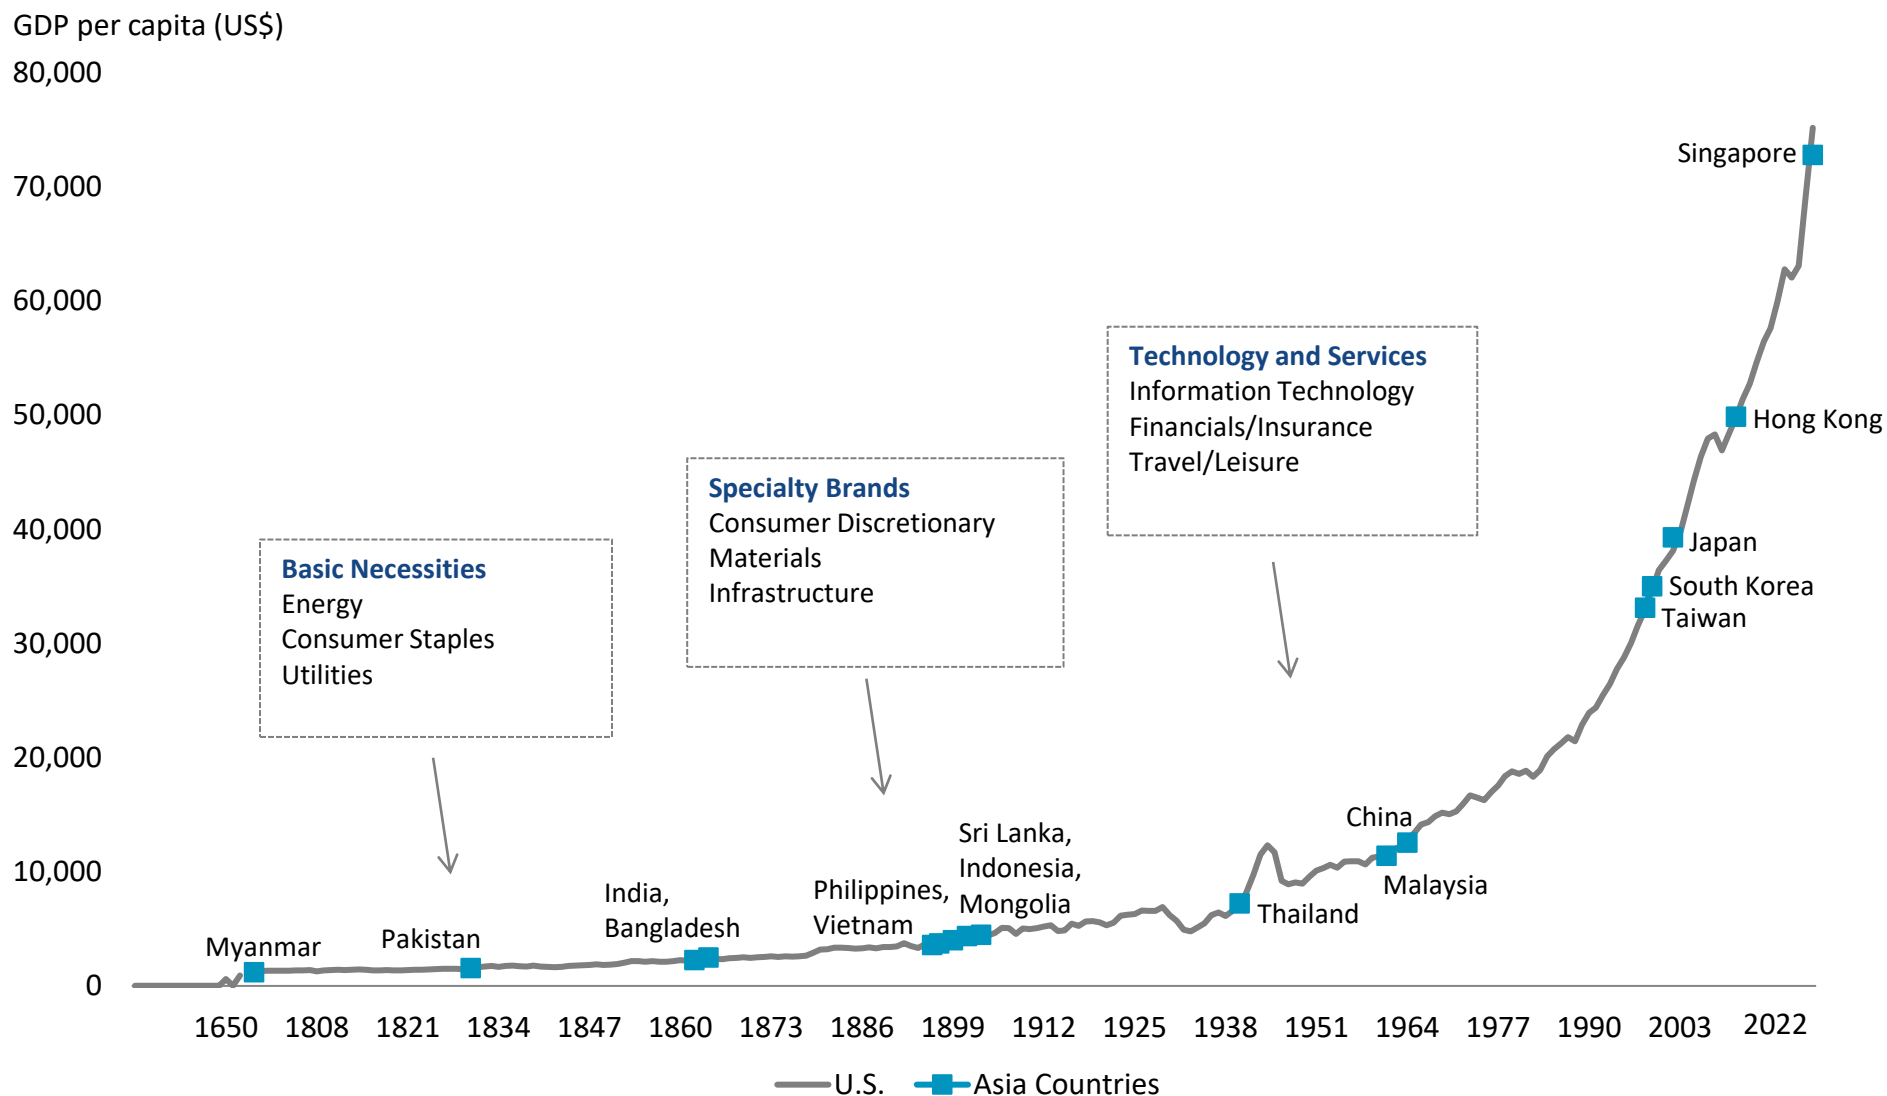 GDP per capita (US$)
80,000
70,000
60,000
50,000
40,000
30,000
20,000
10,000
0
Basic Necessities
Energy
Consumer Staples
Utilities
Specialty Brands
Consumer Discretionary
Materials
Infrastructure
Technology and Services
Information Technology
Financials/Insurance
Travel/Leisure
Myanmar
Pakistan
India,
Bangladesh
Philippines,
Vietnam
Sri Lanka,
Indonesia,
Mongolia
Thailand
China
Malaysia
Singapore
Hong Kong
Japan
South Korea
Taiwan
1650 1808 1821 1834 1847 1860 1873 1886 1899 1912 1925 1938 1951 1964 1977 1990 2003 2022
U.S. Asia Countries